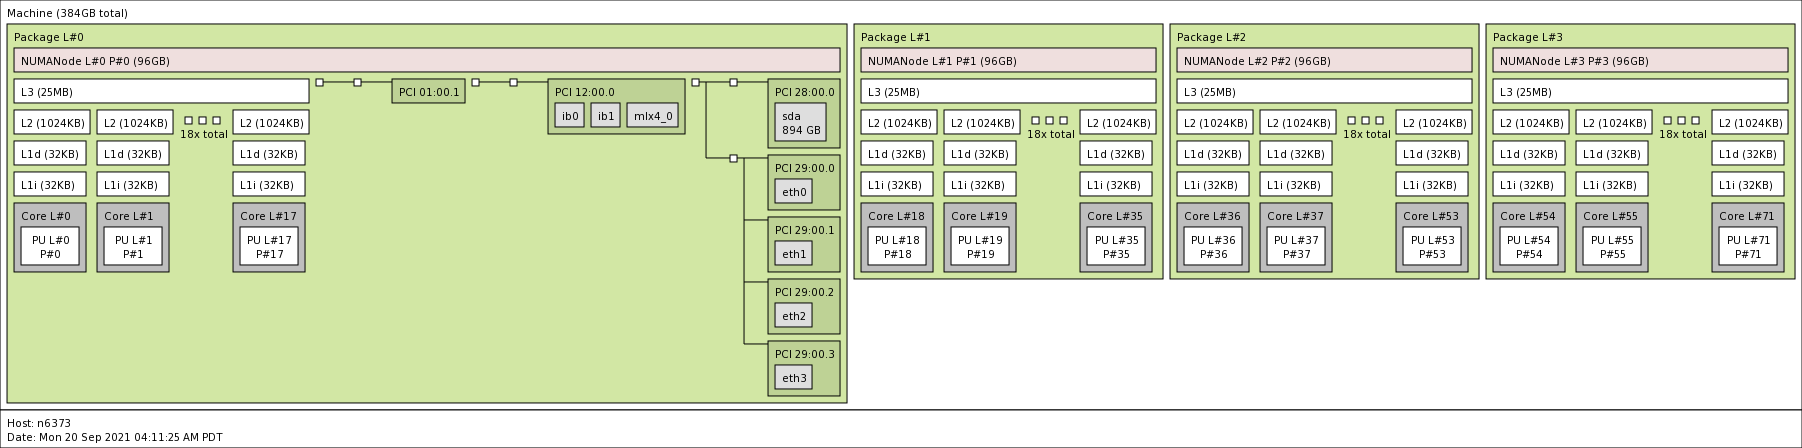 Machine (384GB total)
Package L#0
NUMANode L#0 P#0 (96GB)
L3 (25MB)
L2 (1024KB)
L2 (1024KB)
18x total
L2 (1024KB)
L1d (32KB)
L1d (32KB)
L1d (32KB)
L1i (32KB)
L1i (32KB)
L1i (32KB)
Core L#0
PU L#0
P#0
Core L#1
PU L#1
P#1
Core L#17
PU L#17
P#17
PCI 01:00.1
PCI 12:00.0
ib0
ib1
mlx4_0
PCI 28:00.0
sda
894 GB
PCI 29:00.0
eth0
PCI 29:00.1
eth1
PCI 29:00.2
eth2
PCI 29:00.3
eth3
Package L#1
NUMANode L#1 P#1 (96GB)
L3 (25MB)
L2 (1024KB)
L2 (1024KB)
18x total
L2 (1024KB)
L1d (32KB)
L1d (32KB)
L1d (32KB)
L1i (32KB)
L1i (32KB)
L1i (32KB)
Core L#18
PU L#18
P#18
Core L#19
PU L#19
P#19
Core L#35
PU L#35
P#35
Package L#2
NUMANode L#2 P#2 (96GB)
L3 (25MB)
L2 (1024KB)
L2 (1024KB)
18x total
L2 (1024KB)
L1d (32KB)
L1d (32KB)
L1d (32KB)
L1i (32KB)
L1i (32KB)
L1i (32KB)
Core L#36
PU L#36
P#36
Core L#37
PU L#37
P#37
Core L#53
PU L#53
P#53
Package L#3
NUMANode L#3 P#3 (96GB)
L3 (25MB)
L2 (1024KB)
L2 (1024KB)
18x total
L2 (1024KB)
L1d (32KB)
L1d (32KB)
L1d (32KB)
L1i (32KB)
L1i (32KB)
L1i (32KB)
Core L#54
PU L#54
P#54
Core L#55
PU L#55
P#55
Core L#71
PU L#71
P#71
Host: n6373
Date: Mon 20 Sep 2021 04:11:25 AM PDT